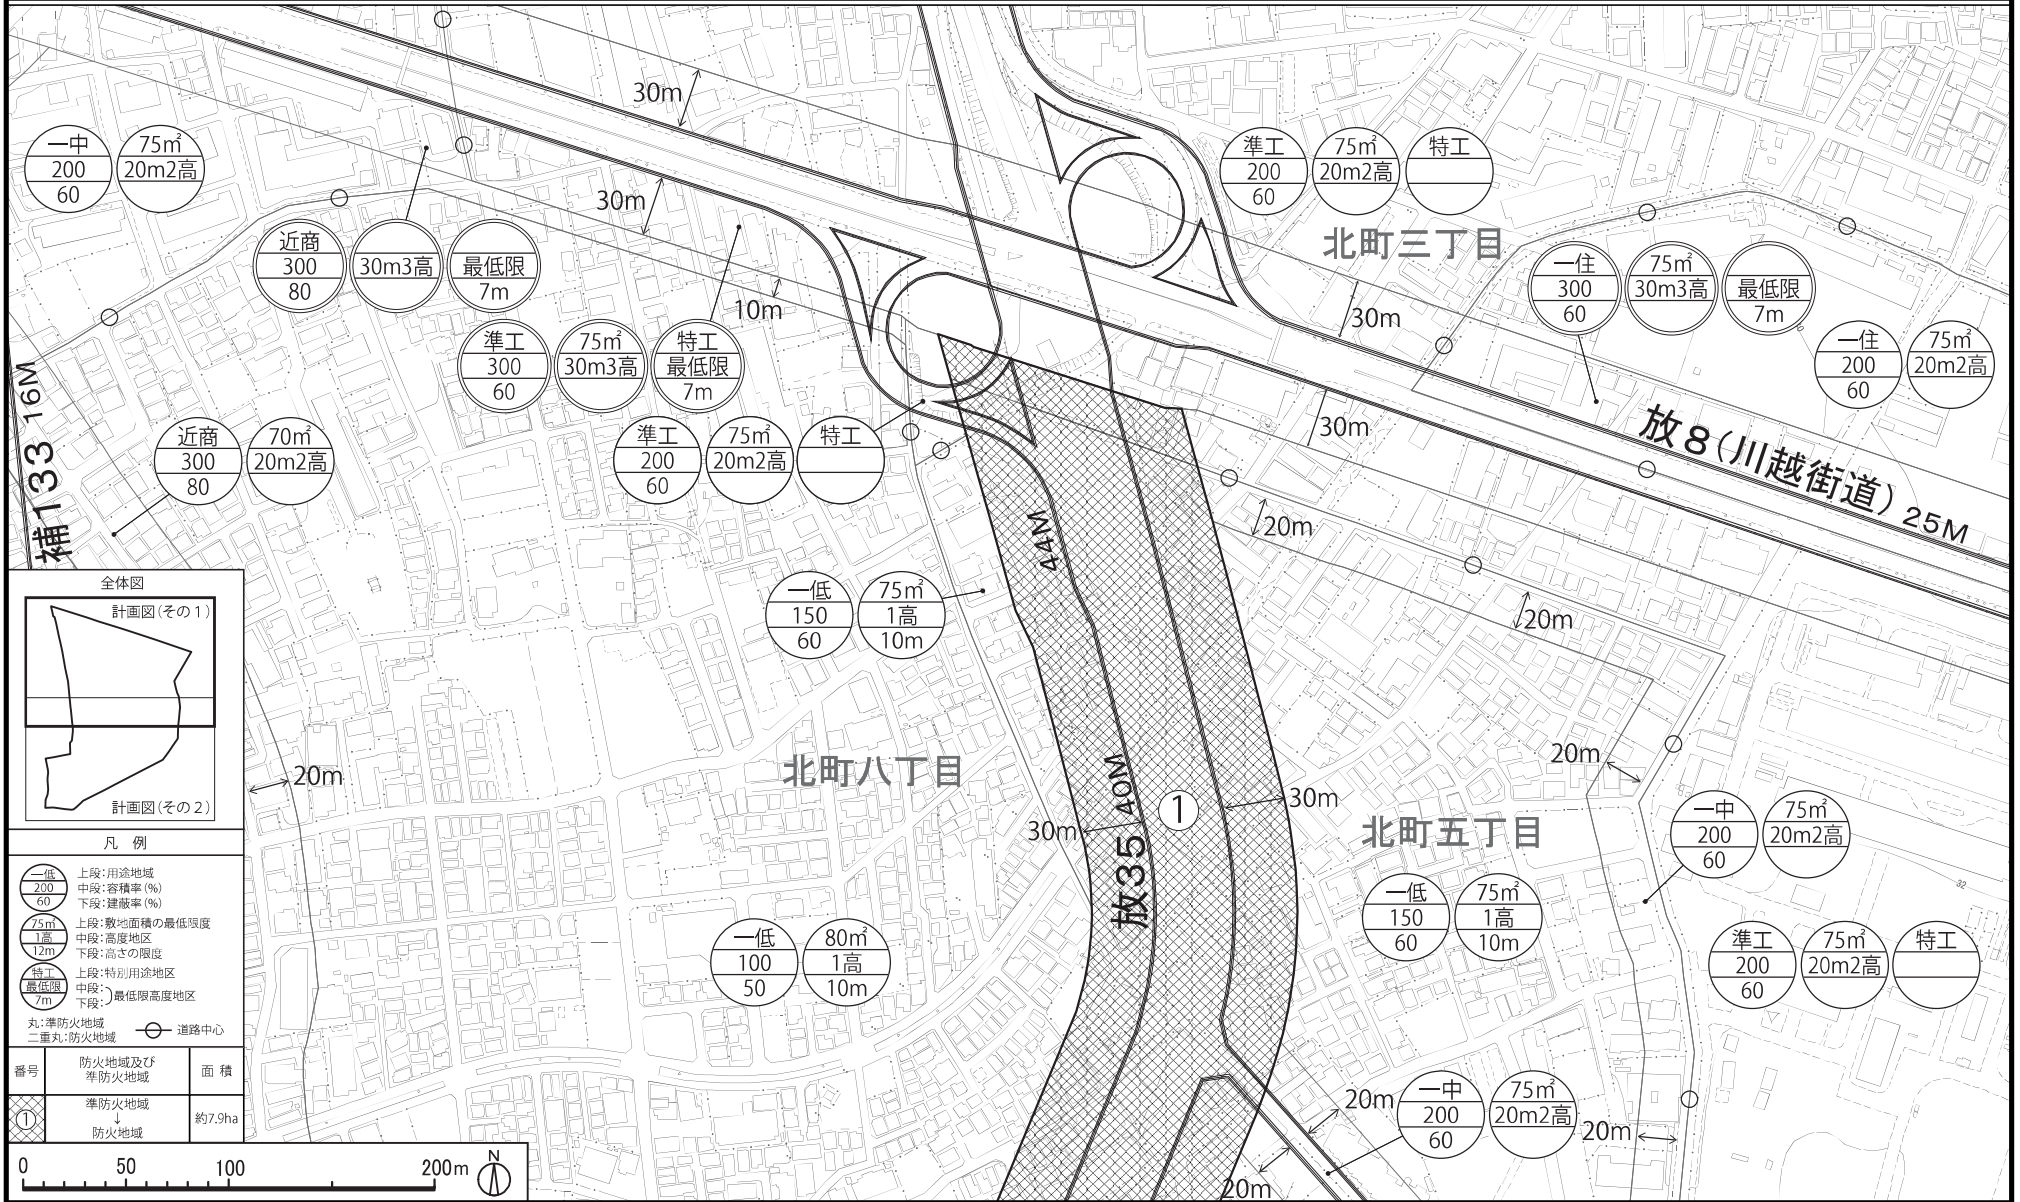 30m
一中
200
60
75㎡
20m2高
準工
200
60
75㎡
20m2高
特工
30m
近商
300
80
30m3高
最低限
7m
北町三丁目
一住
300
60
75㎡
30m3高
最低限
7m
10m
30m
準工
300
60
75㎡
30m3高
特工
最低限
7m
一住
200
60
75㎡
20m2高
補133 16M
近商
300
80
70㎡
20m2高
準工
200
60
75㎡
20m2高
特工
30m
放8(川越街道) 25M
44M
20m
一低
150
60
75㎡
1高
10m
20m
北町八丁目
20m
20m
放35 40M
①
30m
30m
北町五丁目
一中
200
60
75㎡
20m2高
32
一低
150
60
75㎡
1高
10m
一低
100
50
80㎡
1高
10m
準工
200
60
75㎡
20m2高
特工
20m
一中
200
60
75㎡
20m2高
20m
20m
全体図
計画図(その1)
計画図(その2)
凡 例
一低
200
60
上段:用途地域
中段:容積率(%)
下段:建蔽率(%)
75㎡
1高
12m
上段:敷地面積の最低限度
中段:高度地区
下段:高さの限度
特工
最低限
7m
上段:特別用途地区
中段:
下段:
}最低限高度地区
丸:準防火地域
二重丸:防火地域
道路中心
番号
防火地域及び
準防火地域
面 積
①
準防火地域
↓
防火地域
約7.9ha
0 50 100 200m
N